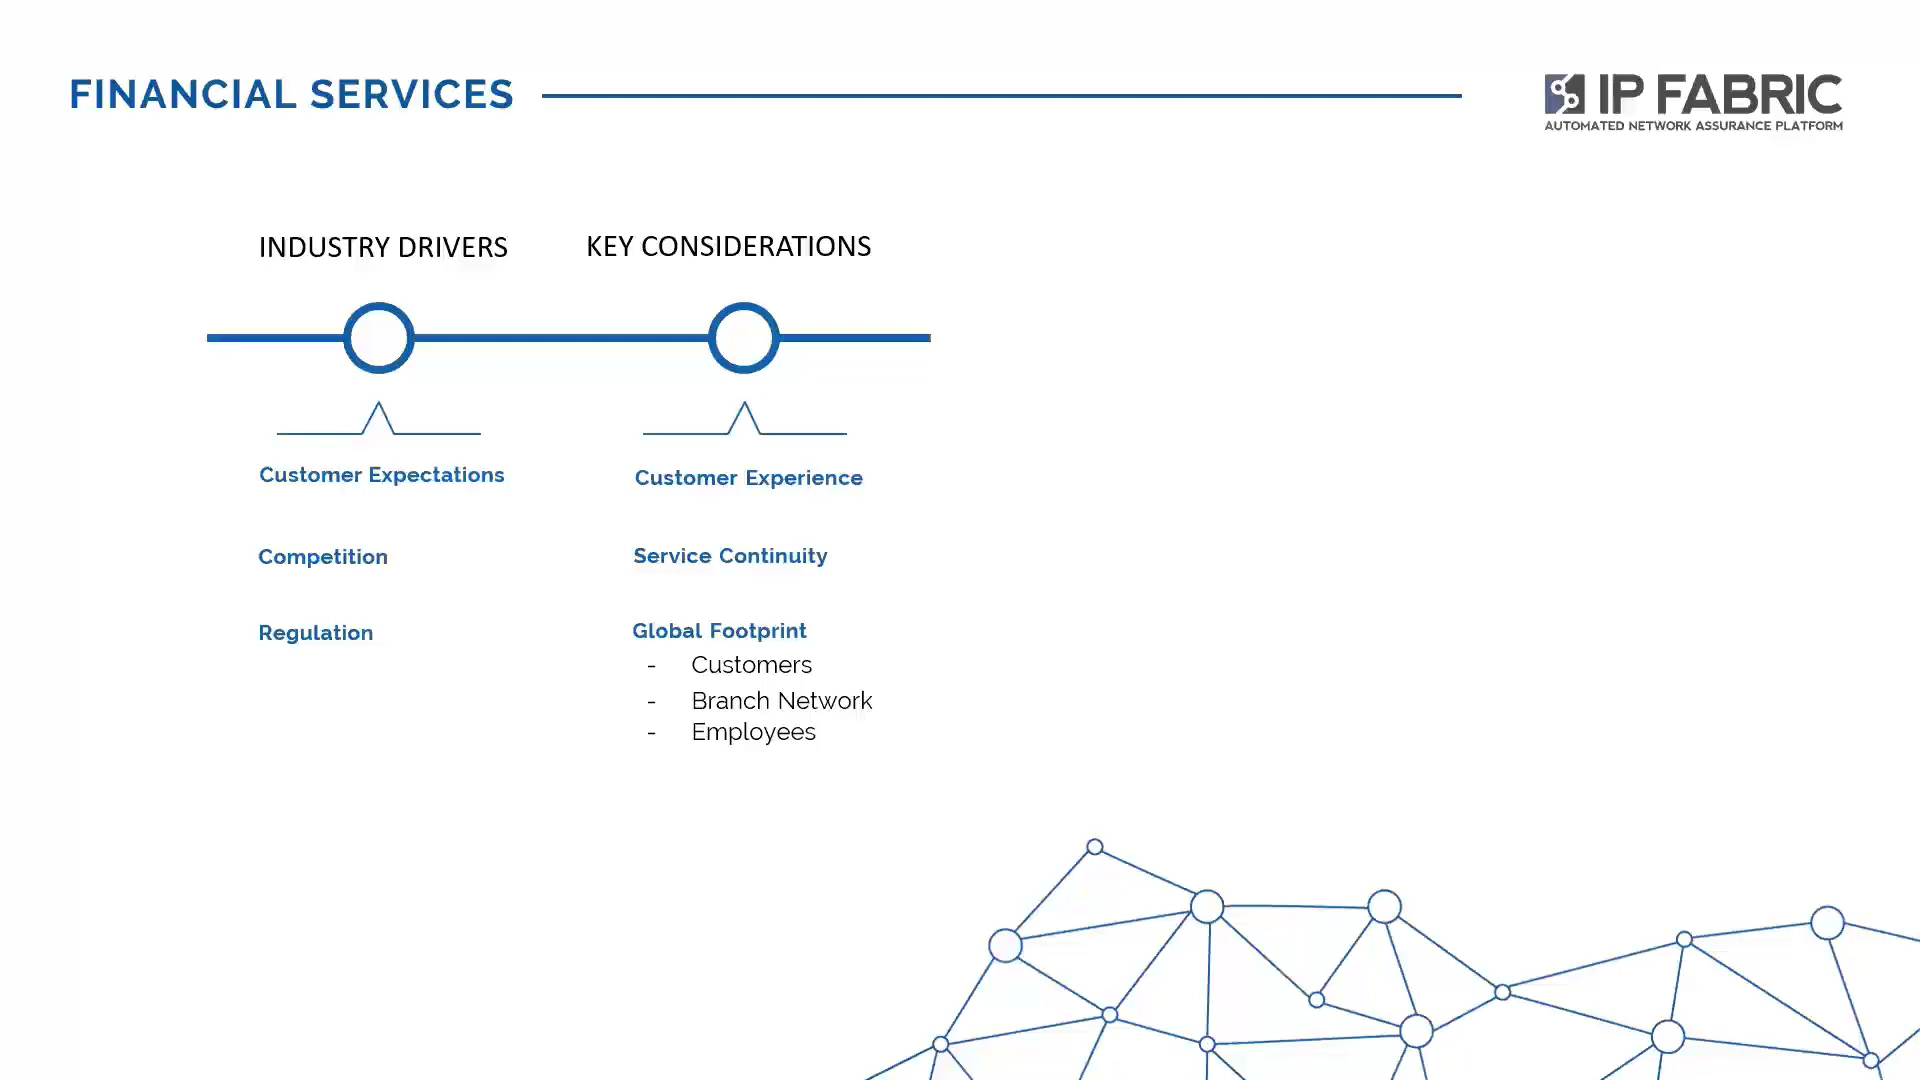 FINANCIAL SERVICES
IP FABRIC
AUTOMATED NETWORK ASSURANCE PLATFORM
INDUSTRY DRIVERS
KEY CONSIDERATIONS
Customer Expectations
Customer Experience
Competition
Service Continuity
Regulation
Global Footprint
- Customers
- Branch Network
- Employees